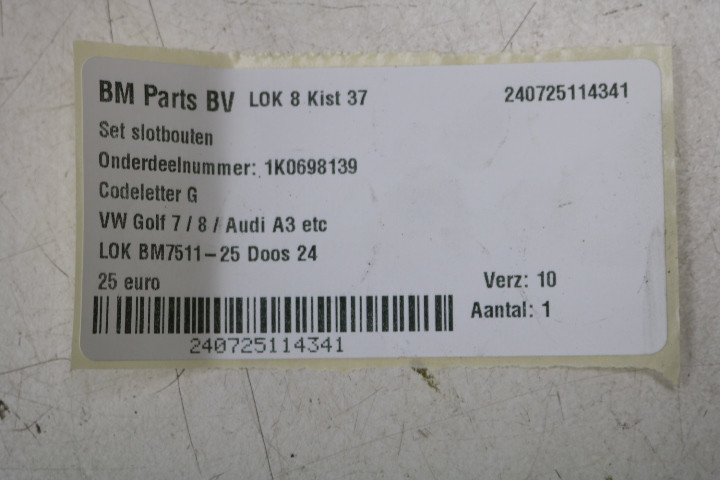 BM Parts BV LOK 8 Kist 37 240725114341
Set slotbouten
Onderdeelnummer: 1K0698139
Codeletter G
VW Golf 7 / 8 / Audi A3 etc
LOK BM7511-25 Doos 24
25 euro Verz: 10
Aantal: 1
240725114341